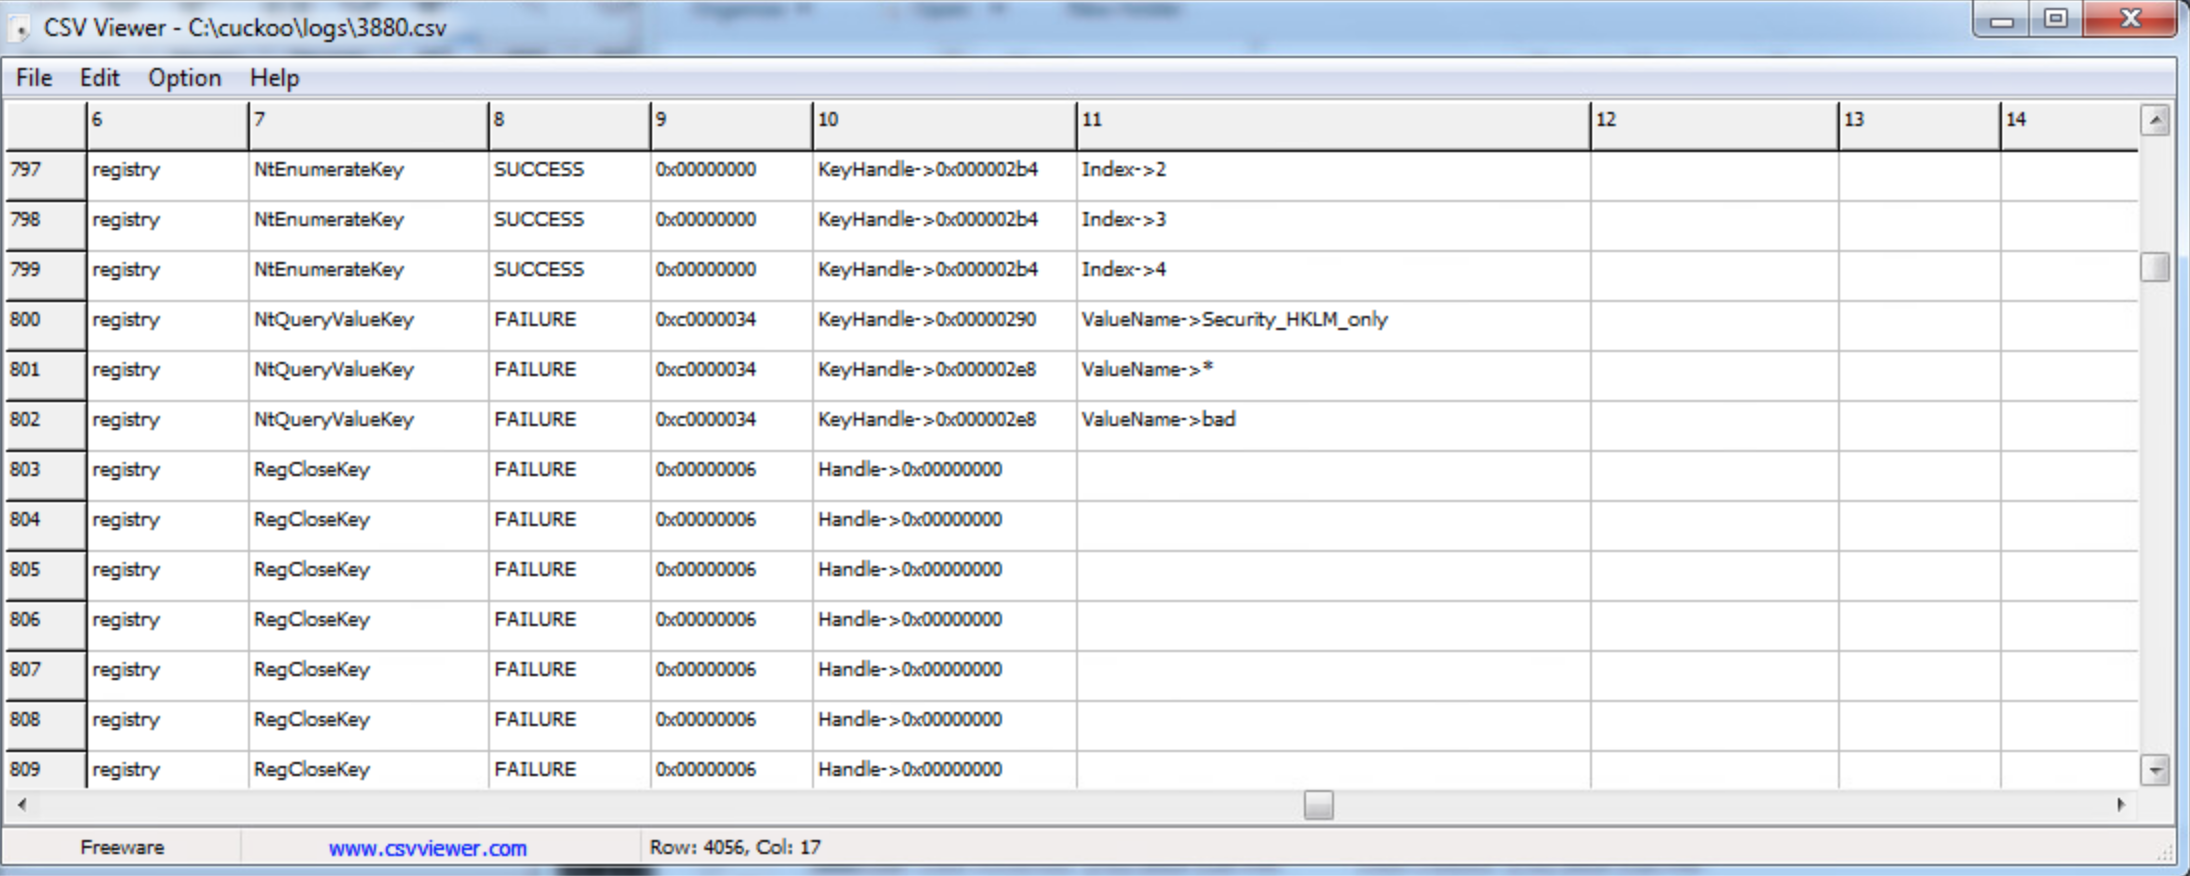 CSV Viewer - C:\cuckoo\logs\3880.csv
File Edit Option Help
6 7 8 9 10 11 12 13 14
797 registry NtEnumerateKey SUCCESS 0x00000000 KeyHandle->0x000002b4 Index->2
798 registry NtEnumerateKey SUCCESS 0x00000000 KeyHandle->0x000002b4 Index->3
799 registry NtEnumerateKey SUCCESS 0x00000000 KeyHandle->0x000002b4 Index->4
800 registry NtQueryValueKey FAILURE 0xc0000034 KeyHandle->0x00000290 ValueName->Security_HKLM_only
801 registry NtQueryValueKey FAILURE 0xc0000034 KeyHandle->0x000002e8 ValueName->*
802 registry NtQueryValueKey FAILURE 0xc0000034 KeyHandle->0x000002e8 ValueName->bad
803 registry RegCloseKey FAILURE 0x00000006 Handle->0x00000000
804 registry RegCloseKey FAILURE 0x00000006 Handle->0x00000000
805 registry RegCloseKey FAILURE 0x00000006 Handle->0x00000000
806 registry RegCloseKey FAILURE 0x00000006 Handle->0x00000000
807 registry RegCloseKey FAILURE 0x00000006 Handle->0x00000000
808 registry RegCloseKey FAILURE 0x00000006 Handle->0x00000000
809 registry RegCloseKey FAILURE 0x00000006 Handle->0x00000000
Freeware www.csvviewer.com Row: 4056, Col: 17